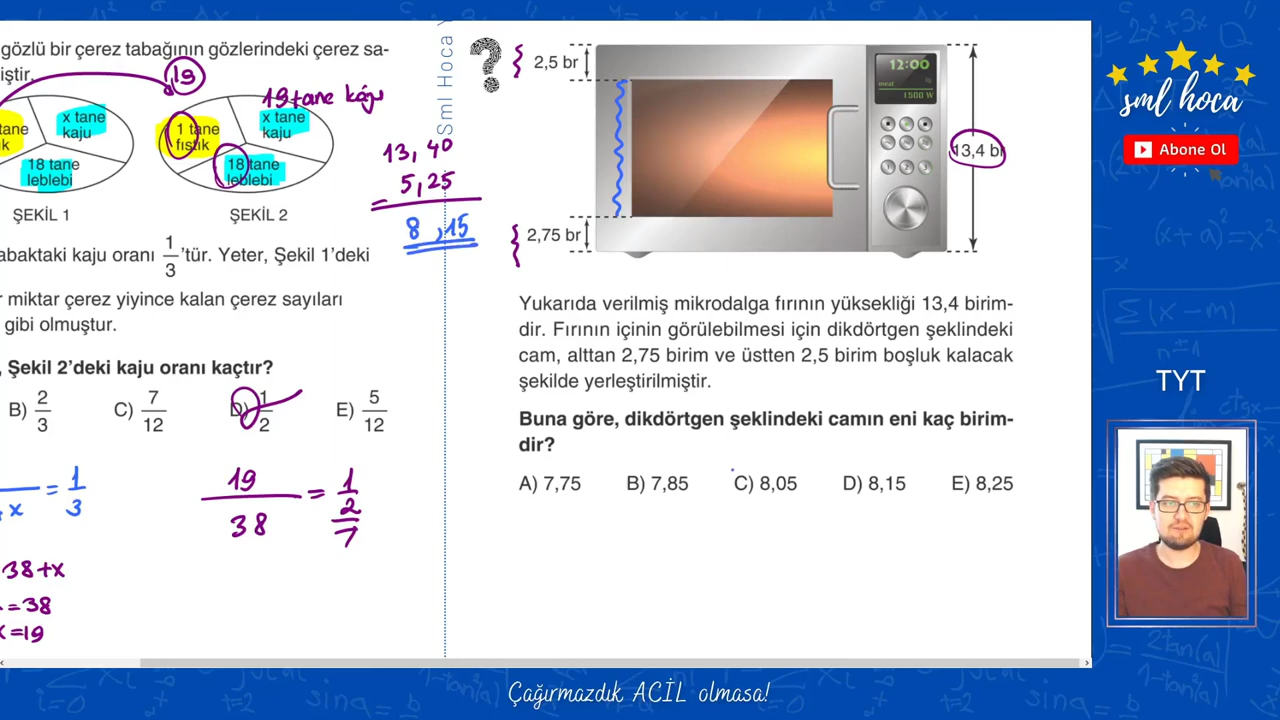 gözlü bir çerez tabağının gözlerindeki çerez sa-
miştir.
19
19 tane kaju
x tane
kaju
18 tane
leblebi
ŞEKİL 1
1 tane
fıstık
x tane
kaju
18 tane
leblebi
ŞEKİL 2
abaktaki kaju oranı 1/3'tür. Yeter, Şekil 1'deki
r miktar çerez yiyince kalan çerez sayıları
gibi olmuştur.
, Şekil 2'deki kaju oranı kaçtır?
B) 2/3 C) 7/12 D) 1/2 E) 5/12
+x = 1/3
38+x
=38
x=19
19/38 = 1/2
13,40
5,25
8,15
Sml Hoca
?
2,5 br
2,75 br
12:00
meat
1500 W
13,4 br
Yukarıda verilmiş mikrodalga fırının yüksekliği 13,4 birim-
dir. Fırının içinin görülebilmesi için dikdörtgen şeklindeki
cam, alttan 2,75 birim ve üstten 2,5 birim boşluk kalacak
şekilde yerleştirilmiştir.
Buna göre, dikdörtgen şeklindeki camın eni kaç birim-
dir?
A) 7,75 B) 7,85 C) 8,05 D) 8,15 E) 8,25
sml hoca
Abone Ol
TYT
Çağırmazdık ACİL olmasa!